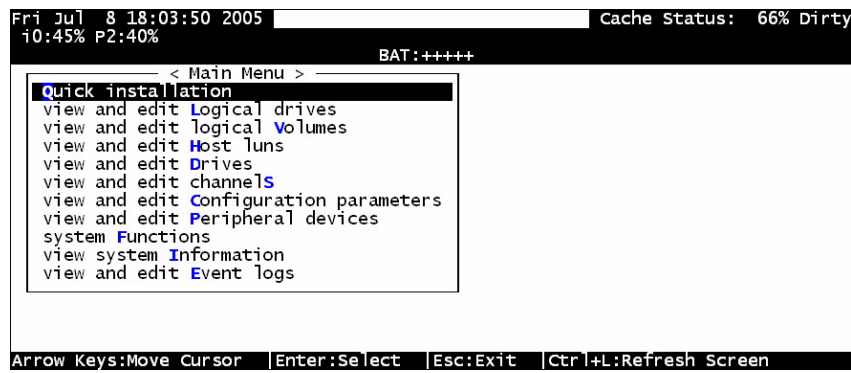 Fri Jul  8 18:03:50 2005 Cache Status:  66% Dirty
i0:45% P2:40%
BAT:+++++
< Main Menu >
Quick installation
view and edit Logical drives
view and edit logical Volumes
view and edit Host luns
view and edit Drives
view and edit channelS
view and edit Configuration parameters
view and edit Peripheral devices
system Functions
view system Information
view and edit Event logs
Arrow Keys:Move Cursor  |Enter:Select  |Esc:Exit  |Ctrl+L:Refresh Screen